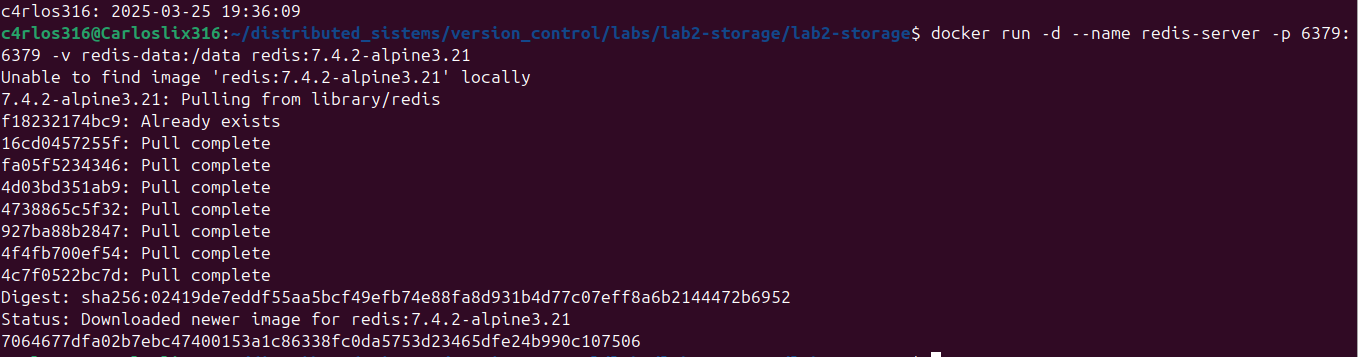 c4rlos316: 2025-03-25 19:36:09
c4rlos316@Carloslix316:~/distributed_sistems/version_control/labs/lab2-storage/lab2-storage$ docker run -d --name redis-server -p 6379:
6379 -v redis-data:/data redis:7.4.2-alpine3.21
Unable to find image 'redis:7.4.2-alpine3.21' locally
7.4.2-alpine3.21: Pulling from library/redis
f18232174bc9: Already exists
16cd0457255f: Pull complete
fa05f5234346: Pull complete
4d03bd351ab9: Pull complete
4738865c5f32: Pull complete
927ba88b2847: Pull complete
4f4fb700ef54: Pull complete
4c7f0522bc7d: Pull complete
Digest: sha256:02419de7eddf55aa5bcf49efb74e88fa8d931b4d77c07eff8a6b2144472b6952
Status: Downloaded newer image for redis:7.4.2-alpine3.21
7064677dfa02b7ebc47400153a1c86338fc0da5753d23465dfe24b990c107506